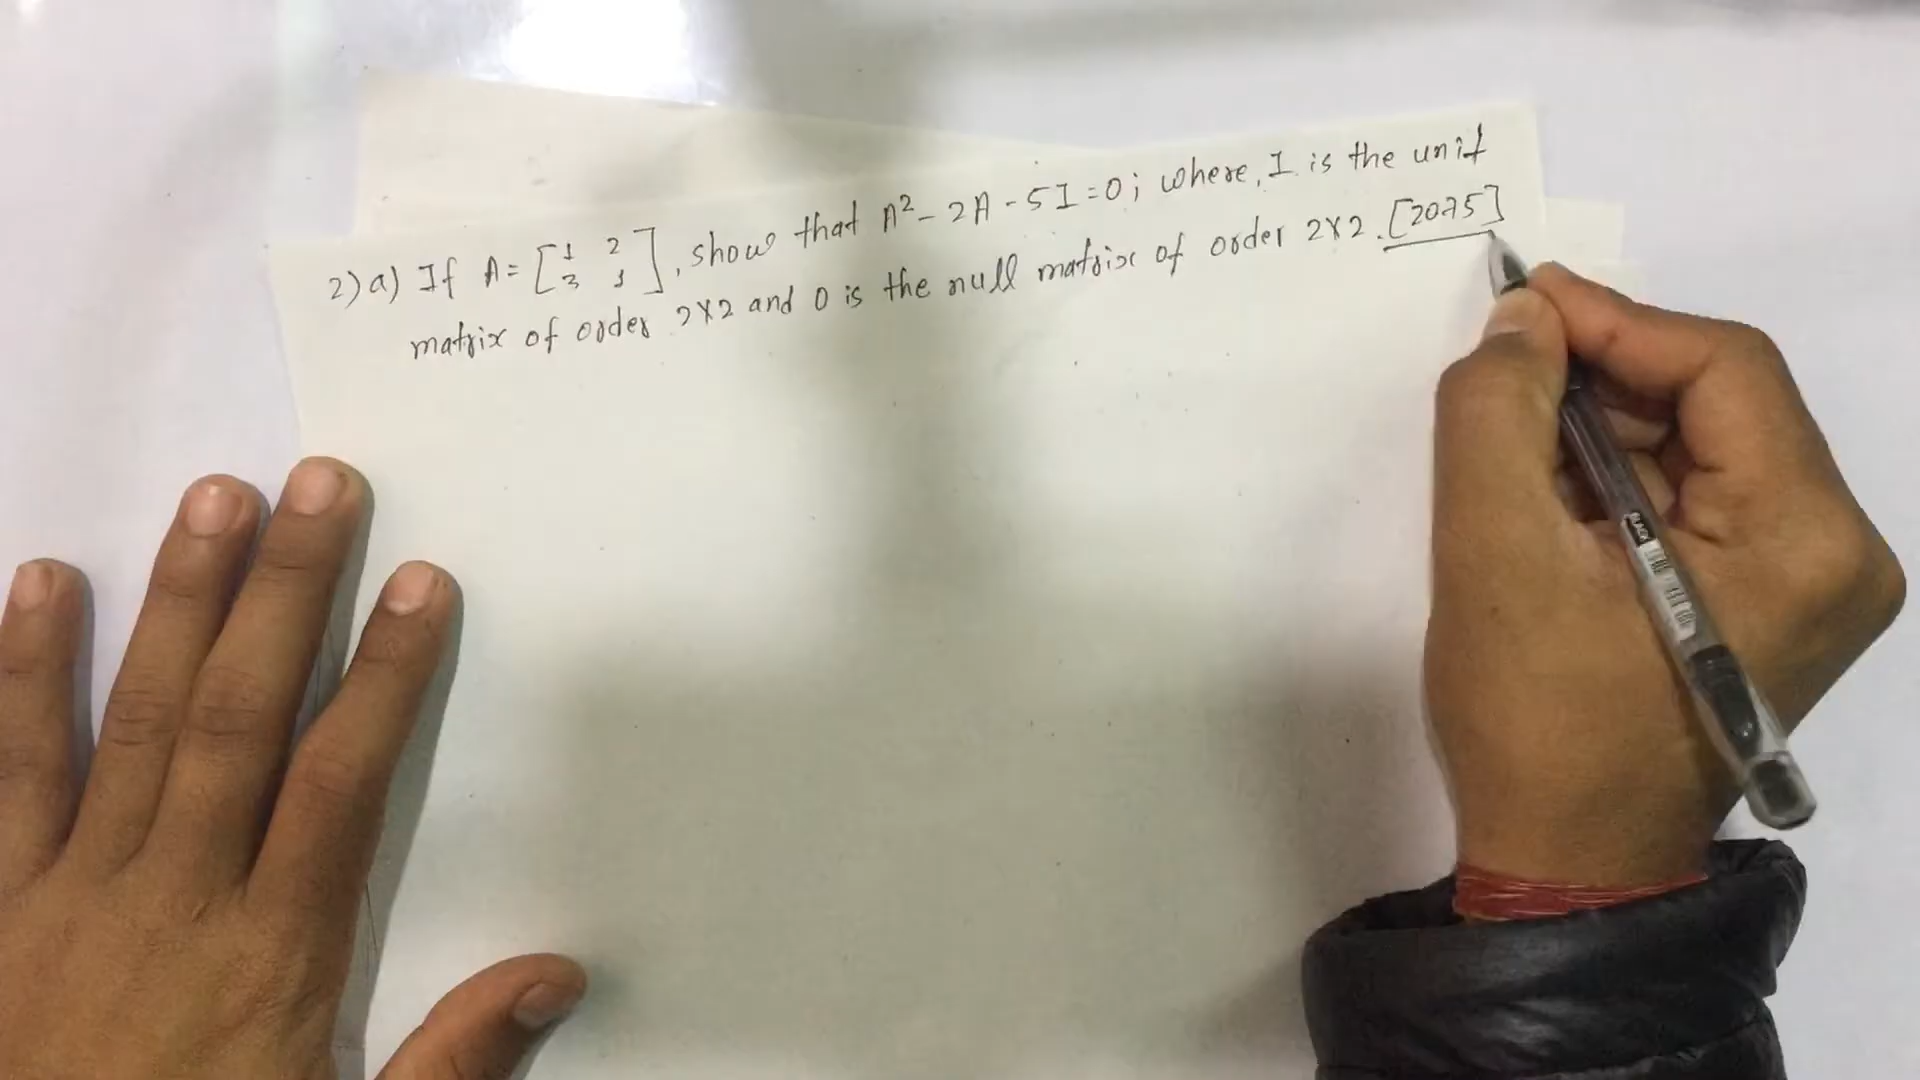 2) a) If A = [1 2 3 1], show that A² - 2A - 5I = 0; where, I is the unit
matrix of order 2×2 and 0 is the null matrix of order 2×2. [2075]